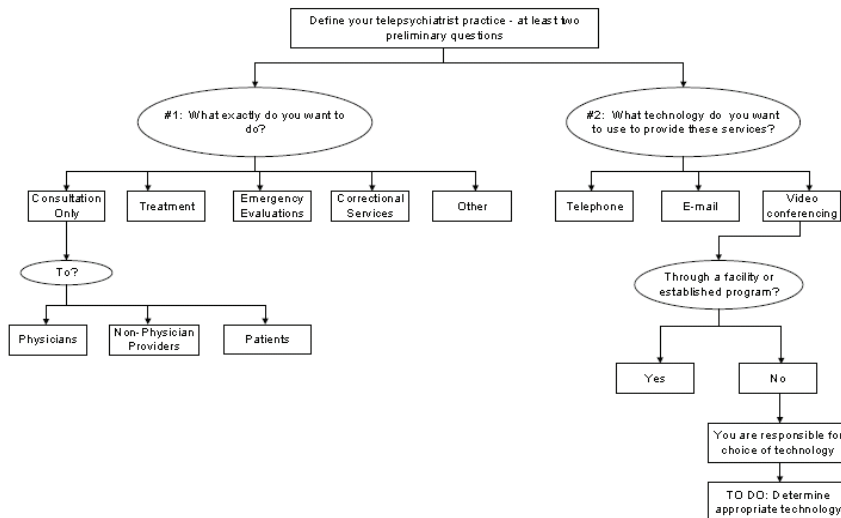 Define your telepsychiatrist practice - at least two
preliminary questions
#1: What exactly do you want to
do?
#2: What technology do you want
to use to provide these services?
Consultation
Only
Treatment
Emergency
Evaluations
Correctional
Services
Other
Telephone
E-mail
Video
conferencing
To?
Through a facility or
established program?
Physicians
Non-Physician
Providers
Patients
Yes
No
You are responsible for
choice of technology
TO DO: Determine
appropriate technology